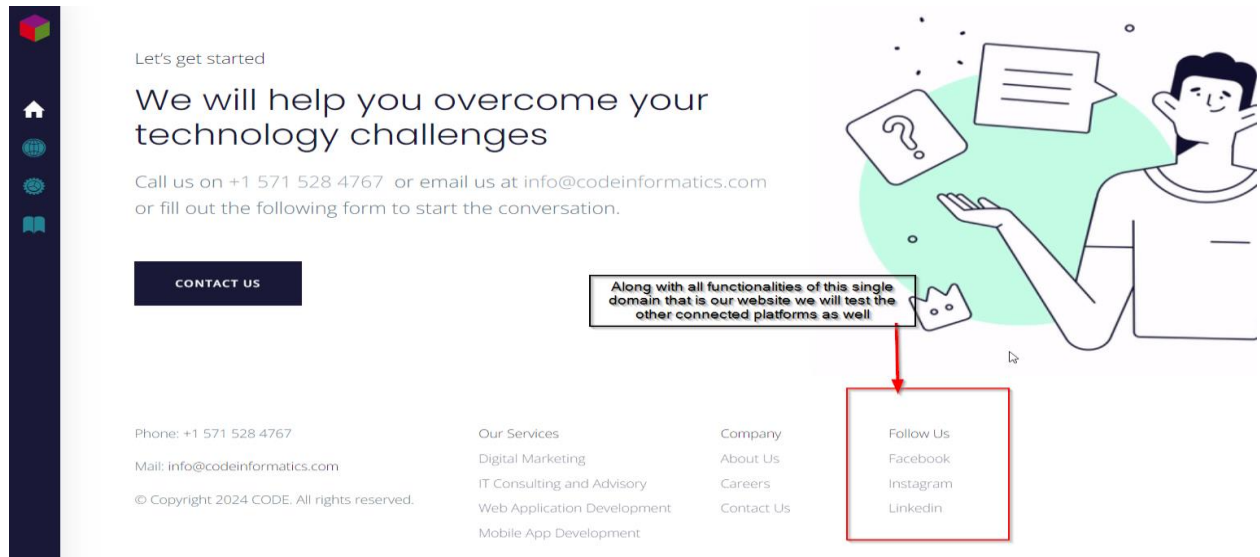 Let's get started
We will help you overcome your
technology challenges
Call us on +1 571 528 4767 or email us at info@codeinformatics.com
or fill out the following form to start the conversation.
CONTACT US
Along with all functionalities of this single
domain that is our website we will test the
other connected platforms as well
Phone: +1 571 528 4767
Mail: info@codeinformatics.com
© Copyright 2024 CODE. All rights reserved.
Our Services
Digital Marketing
IT Consulting and Advisory
Web Application Development
Mobile App Development
Company
About Us
Careers
Contact Us
Follow Us
Facebook
Instagram
Linkedin